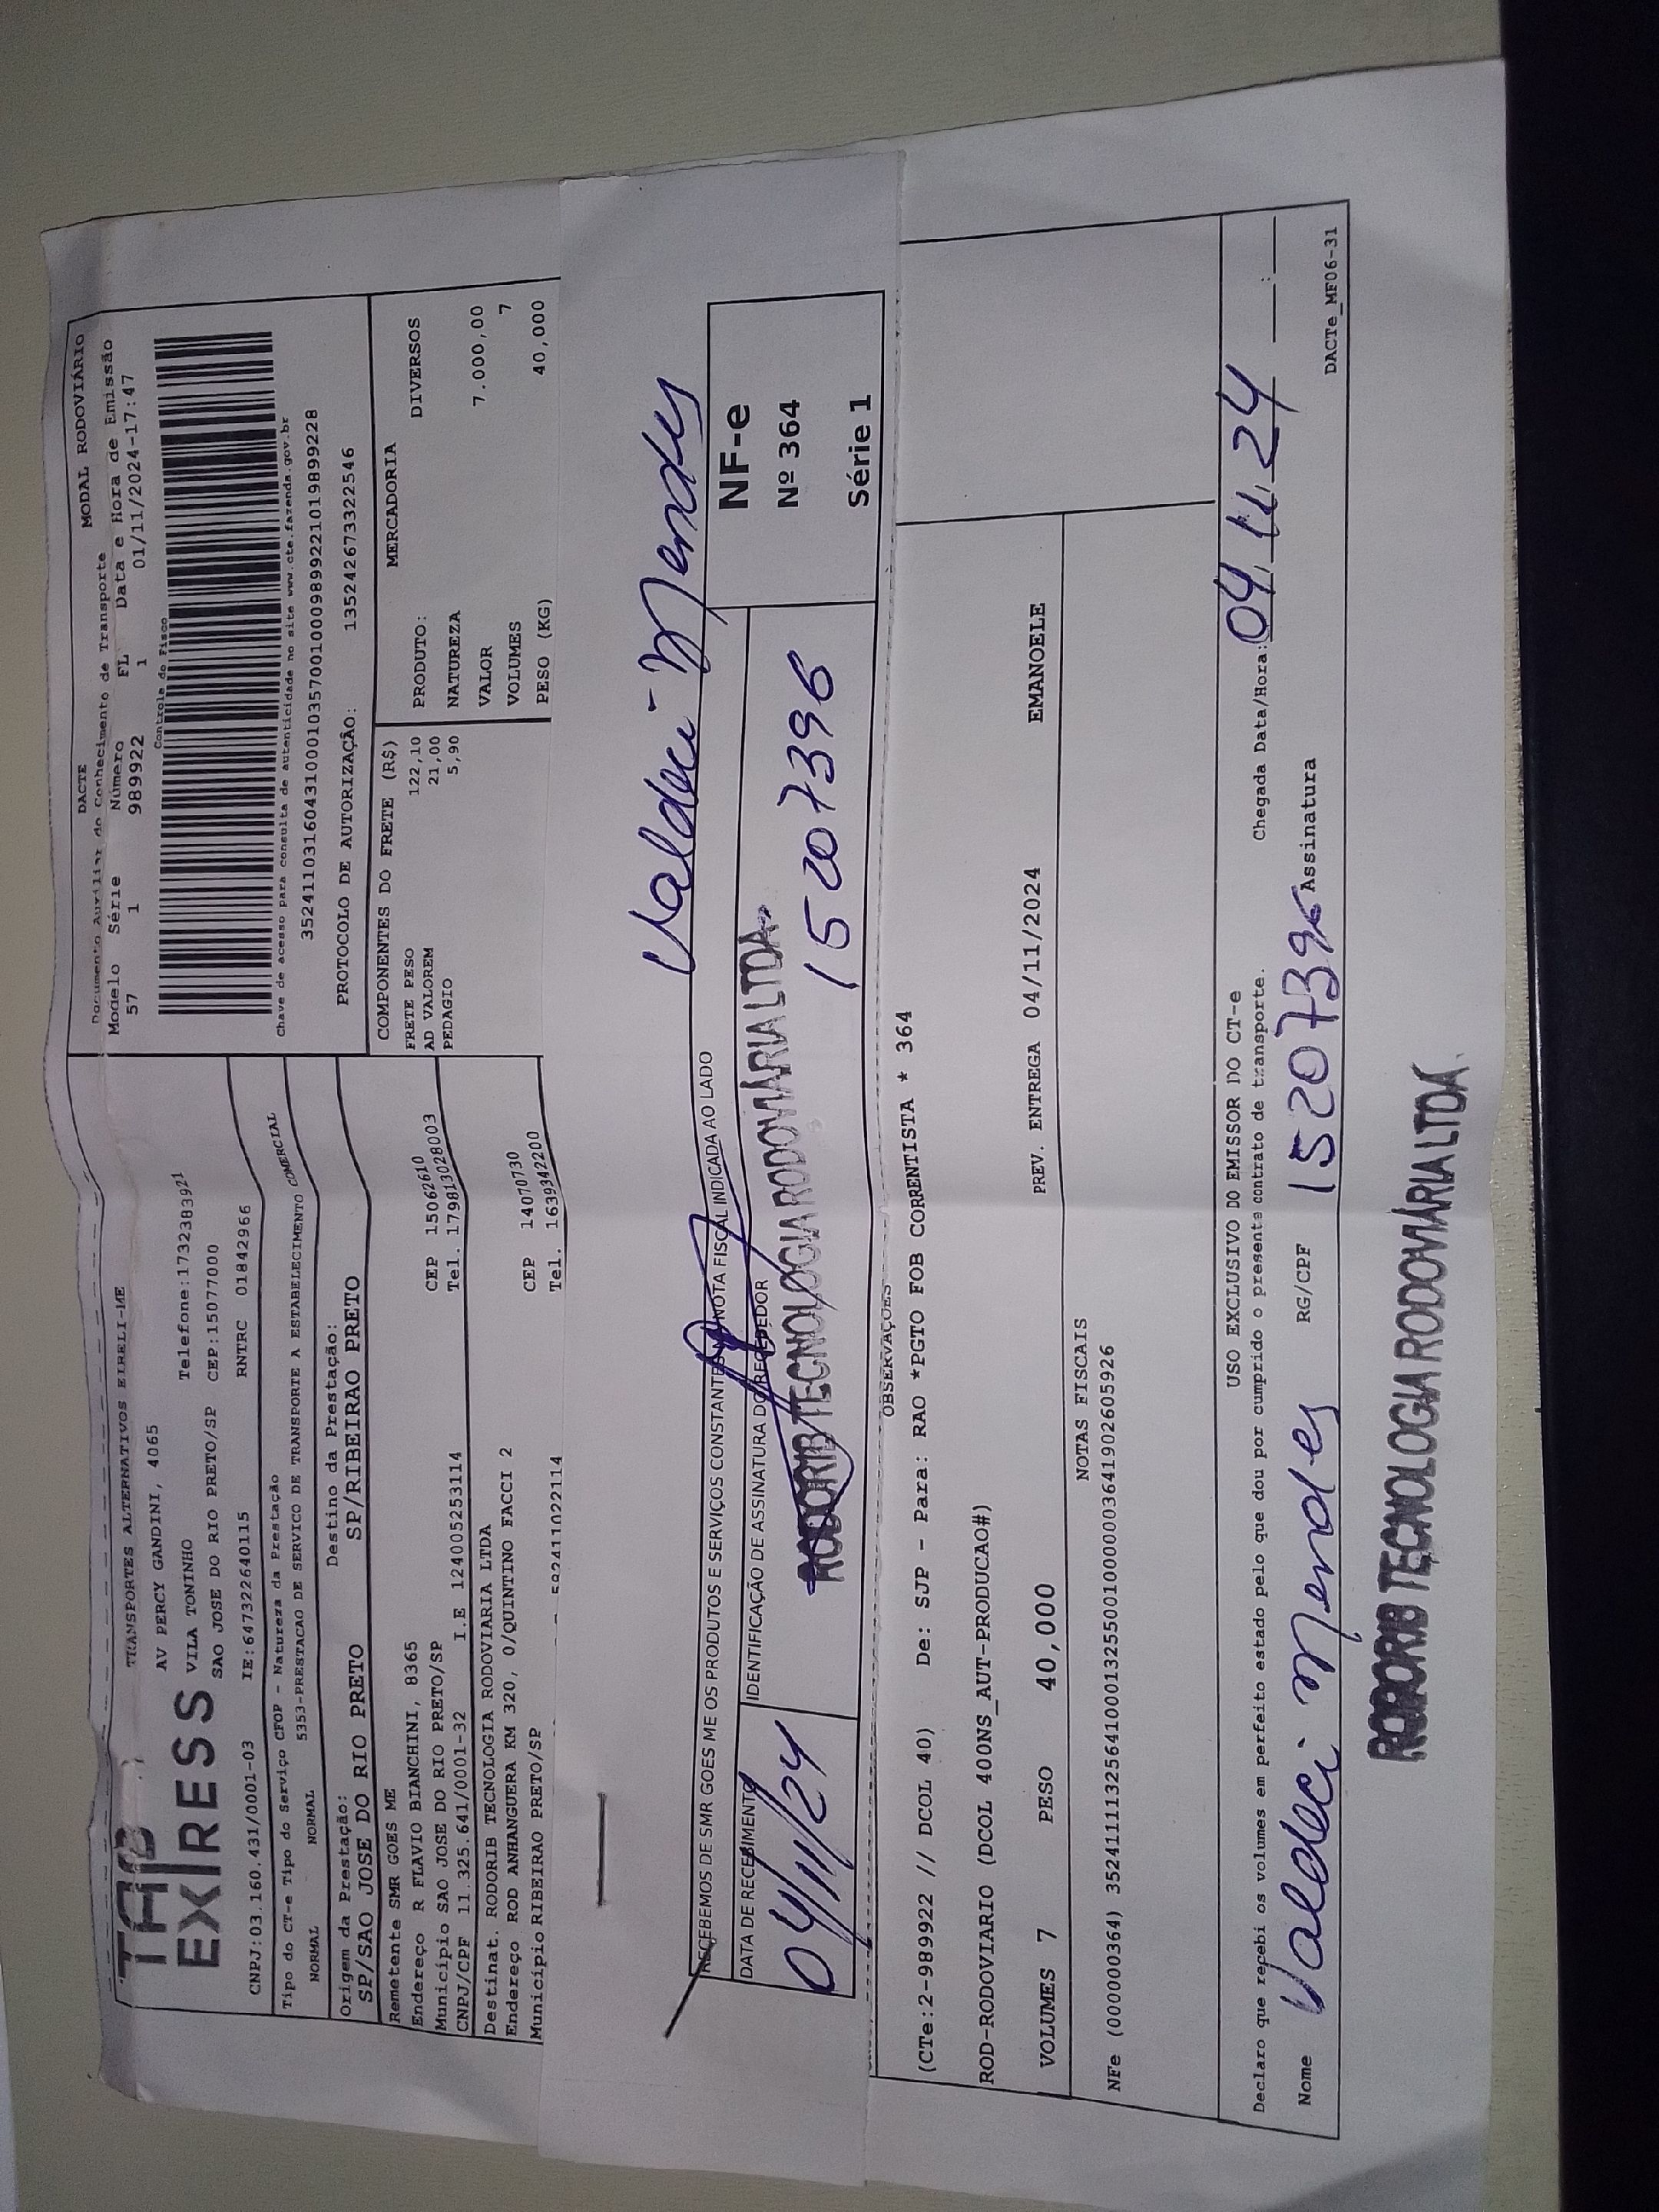 TRANSPORTES ALTERNATIVOS EIRELI-ME
AV PERCY GANDINI, 4065
VILA TONINHO Telefone:1732383921
SAO JOSE DO RIO PRETO/SP CEP:15077000
EXPRESS
CNPJ:03.160.431/0001-03 IE:647322640115 RNTRC 01842966
DACTE MODAL RODOVIÁRIO
Documento Auxiliar do Conhecimento de Transporte
Modelo Série Número FL Data e Hora de Emissão
57 1 989922 1 01/11/2024-17:47
Controle do Fisco
Chave de acesso para consulta de autenticidade no site www.cte.fazenda.gov.br
PROTOCOLO DE AUTORIZAÇÃO: 135242673322546
Tipo do CT-e Tipo do Serviço CFOP - Natureza da Prestação
NORMAL NORMAL 5353-PRESTACAO DE SERVICO DE TRANSPORTE A ESTABELECIMENTO COMERCIAL
Origem da Prestação: Destino da Prestação:
SP/SAO JOSE DO RIO PRETO SP/RIBEIRAO PRETO
Remetente SMR GOES ME
Endereço R FLAVIO BIANCHINI, 8365
Município SAO JOSE DO RIO PRETO/SP CEP 15062610
CNPJ/CPF 11.325.641/0001-32 I.E 124005253114 Tel. 179813028003
Destinat. RODORIB TECNOLOGIA RODOVIARIA LTDA
Endereço ROD ANHANGUERA KM 320, 0/QUINTINO FACCI 2 CEP 14070730
Município RIBEIRAO PRETO/SP Tel. 1639342200
COMPONENTES DO FRETE (R$)
FRETE PESO 122,10
AD VALOREM 21,00
PEDAGIO 5,90
MERCADORIA
PRODUTO: DIVERSOS
NATUREZA
VALOR 7.000,00
VOLUMES 7
PESO (KG) 40,000
Valdeci Mendes
RECEBEMOS DE SMR GOES ME OS PRODUTOS E SERVIÇOS CONSTANTES NA NOTA FISCAL INDICADA AO LADO
DATA DE RECEBIMENTO IDENTIFICAÇÃO DE ASSINATURA DO RECEBEDOR
04/11/24
RODORIB TECNOLOGIA RODOVIÁRIA LTDA.
15207396
NF-e
Nº 364
Série 1
OBSERVAÇÕES
(CTe:2-989922 // DCOL 40) De: SJP - Para: RAO *PGTO FOB CORRENTISTA * 364
ROD-RODOVIARIO (DCOL 400NS_AUT-PRODUCAO#)
VOLUMES 7 PESO 40,000 PREV. ENTREGA 04/11/2024 EMANOELE
NOTAS FISCAIS
NFe (00000364) 35241111325641000132550010000003641902605926
USO EXCLUSIVO DO EMISSOR DO CT-e
Declaro que recebi os volumes em perfeito estado pelo que dou por cumprido o presente contrato de transporte. Chegada Data/Hora: 04.11.24 :
Nome Valdeci Mendes RG/CPF 15207396 Assinatura
DACTe_MF06-31
RODORIB TECNOLOGIA RODOVIÁRIA LTDA.